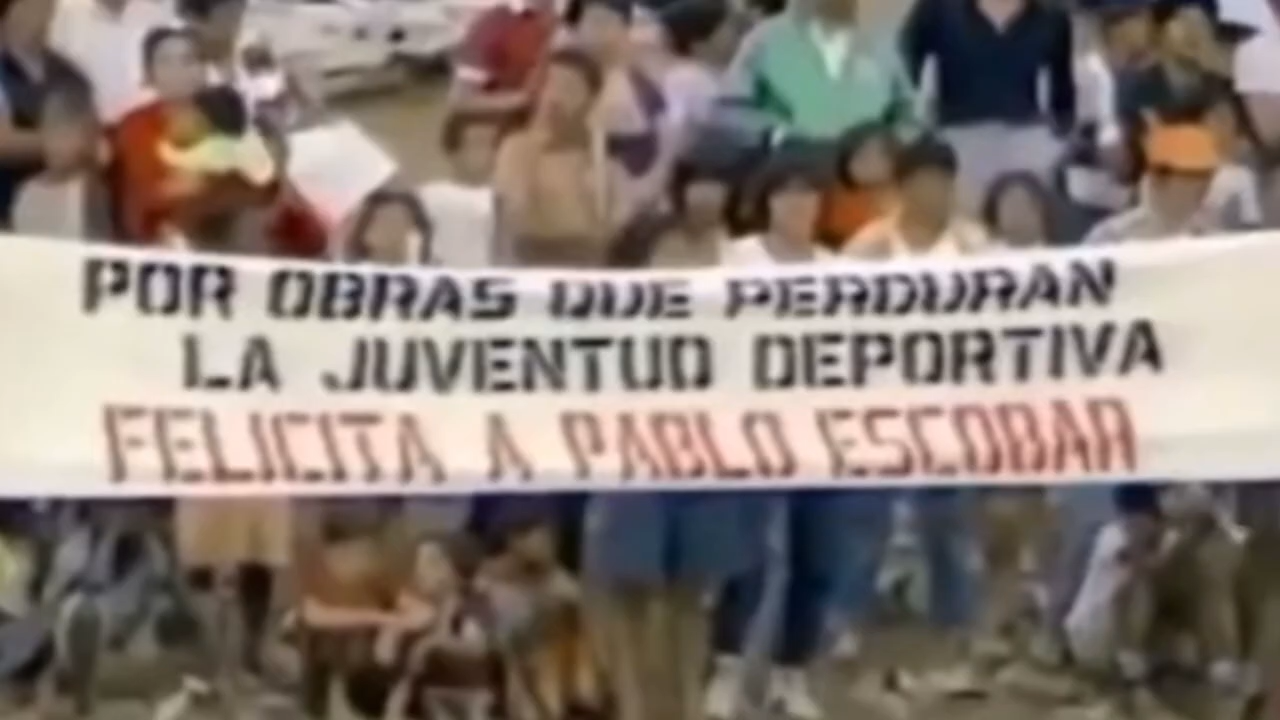 POR OBRAS QUE PERDURAN
LA JUVENTUD DEPORTIVA
FELICITA A PABLO ESCOBAR